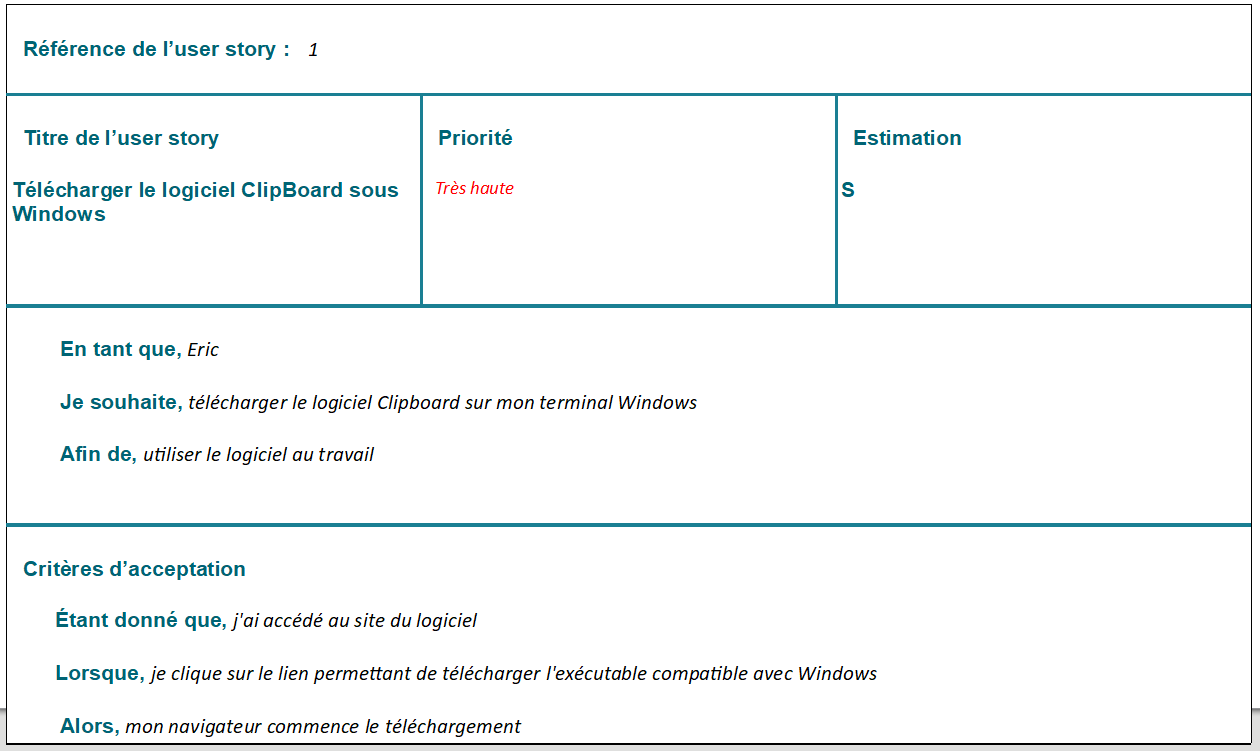 Référence de l’user story : 1
Titre de l’user story
Priorité
Estimation
Télécharger le logiciel ClipBoard sous
Windows
Très haute
S
En tant que, Eric
Je souhaite, télécharger le logiciel Clipboard sur mon terminal Windows
Afin de, utiliser le logiciel au travail
Critères d’acceptation
Étant donné que, j'ai accédé au site du logiciel
Lorsque, je clique sur le lien permettant de télécharger l'exécutable compatible avec Windows
Alors, mon navigateur commence le téléchargement